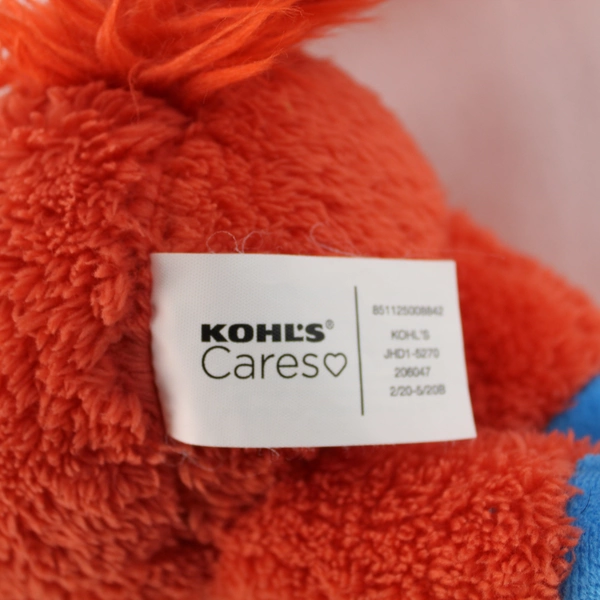 KOHL'S®
Cares♡
851125008842
KOHL'S
JHD1-5270
206047
2/20-5/20B